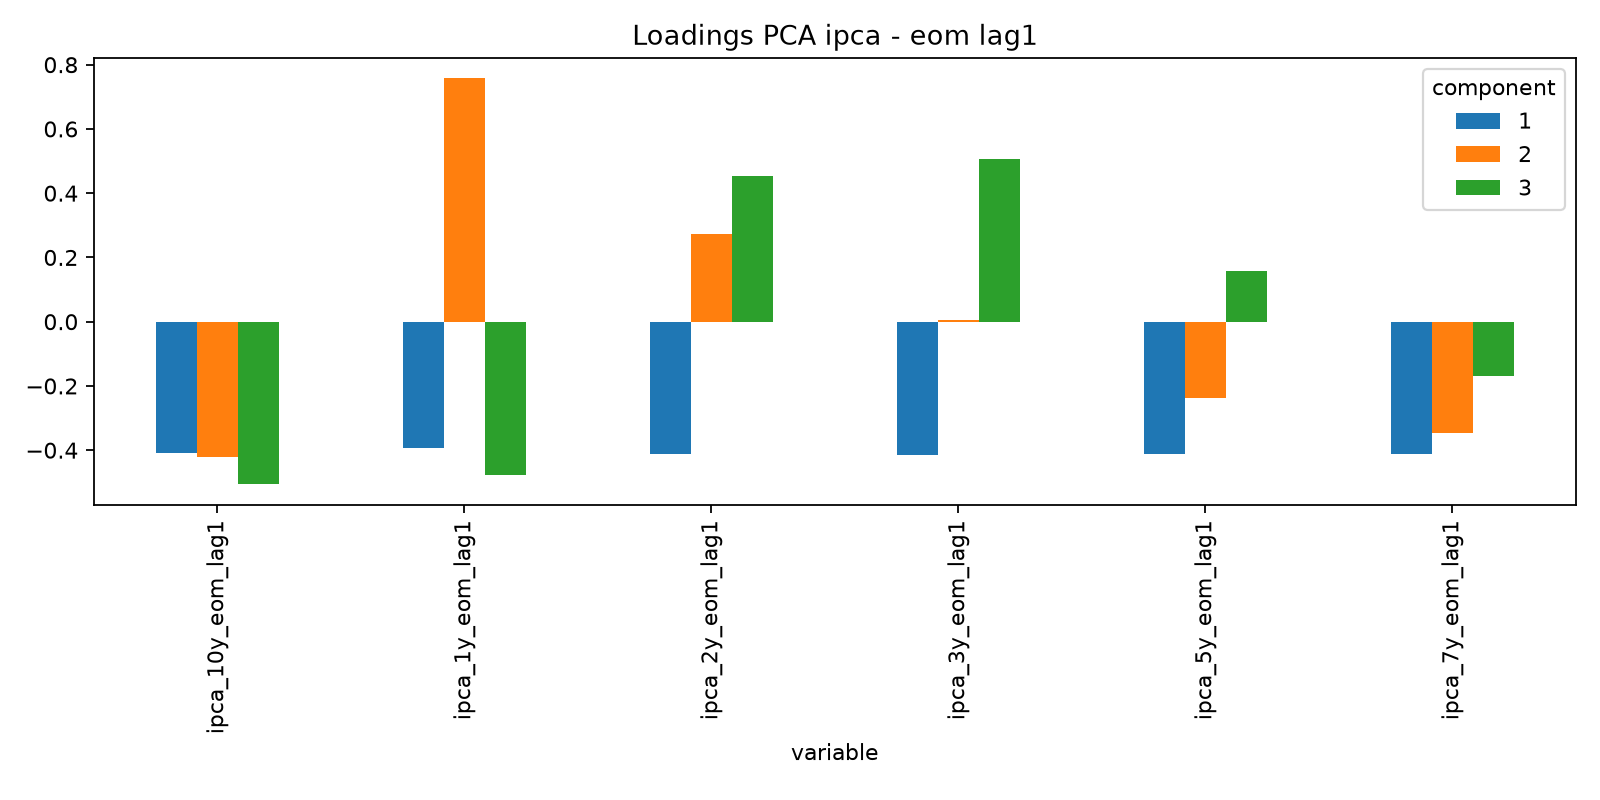 Loadings PCA ipca - eom lag1
component
1
2
3
0.8
0.6
0.4
0.2
0.0
−0.2
−0.4
ipca_10y_eom_lag1
ipca_1y_eom_lag1
ipca_2y_eom_lag1
ipca_3y_eom_lag1
ipca_5y_eom_lag1
ipca_7y_eom_lag1
variable